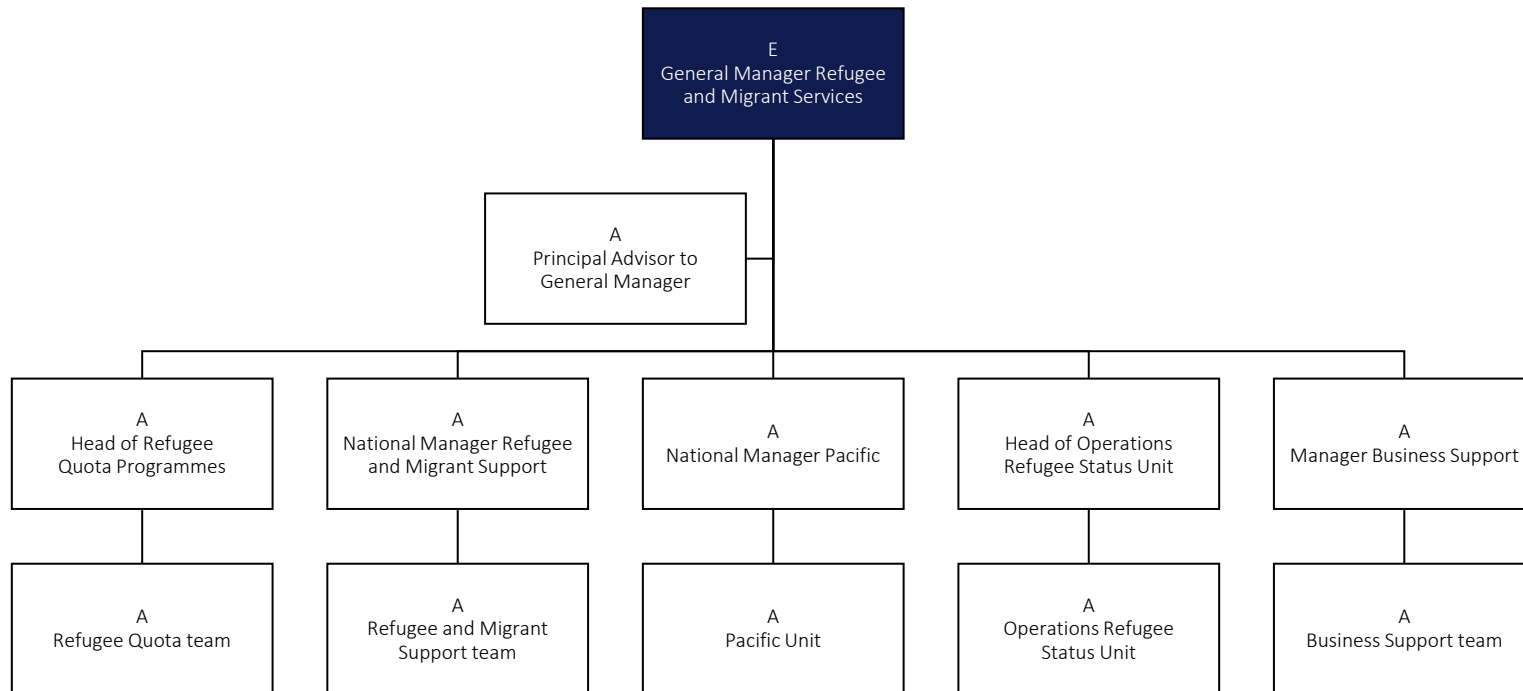 E
General Manager Refugee
and Migrant Services
A
Principal Advisor to
General Manager
A
Head of Refugee
Quota Programmes
A
National Manager Refugee
and Migrant Support
A
National Manager Pacific
A
Head of Operations
Refugee Status Unit
A
Manager Business Support
A
Refugee Quota team
A
Refugee and Migrant
Support team
A
Pacific Unit
A
Operations Refugee
Status Unit
A
Business Support team